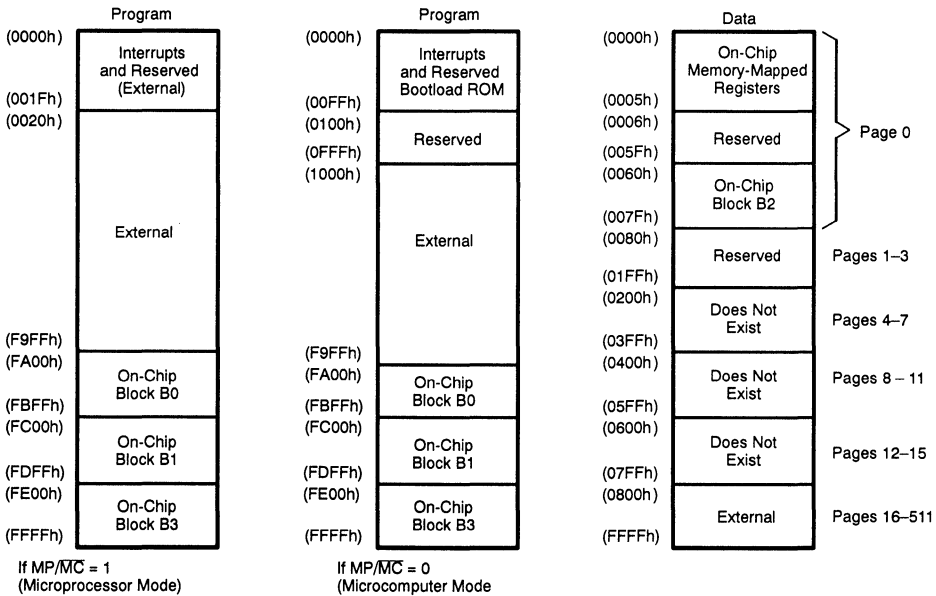 Program
(0000h)
Interrupts
and Reserved
(External)
(001Fh)
(0020h)
External
(F9FFh)
(FA00h)
On-Chip
Block B0
(FBFFh)
(FC00h)
On-Chip
Block B1
(FDFFh)
(FE00h)
On-Chip
Block B3
(FFFFh)
If MP/M̅C̅ = 1
(Microprocessor Mode)
Program
(0000h)
Interrupts
and Reserved
Bootload ROM
(00FFh)
(0100h)
Reserved
(0FFFh)
(1000h)
External
(F9FFh)
(FA00h)
On-Chip
Block B0
(FBFFh)
(FC00h)
On-Chip
Block B1
(FDFFh)
(FE00h)
On-Chip
Block B3
(FFFFh)
If MP/M̅C̅ = 0
(Microcomputer Mode
Data
(0000h)
On-Chip
Memory-Mapped
Registers
(0005h)
(0006h)
Reserved
(005Fh)
(0060h)
On-Chip
Block B2
(007Fh)
Page 0
(0080h)
Reserved
(01FFh)
Pages 1–3
(0200h)
Does Not
Exist
(03FFh)
Pages 4–7
(0400h)
Does Not
Exist
(05FFh)
Pages 8 – 11
(0600h)
Does Not
Exist
(07FFh)
Pages 12–15
(0800h)
External
(FFFFh)
Pages 16–511